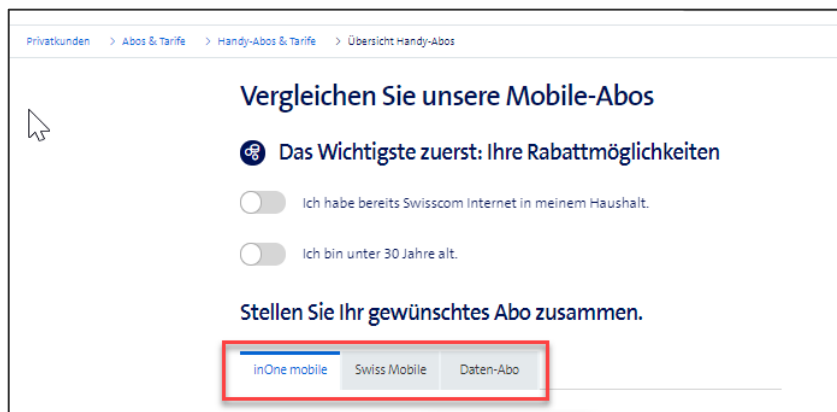 Privatkunden > Abos & Tarife > Handy-Abos & Tarife > Übersicht Handy-Abos
Vergleichen Sie unsere Mobile-Abos
Das Wichtigste zuerst: Ihre Rabattmöglichkeiten
Ich habe bereits Swisscom Internet in meinem Haushalt.
Ich bin unter 30 Jahre alt.
Stellen Sie Ihr gewünschtes Abo zusammen.
inOne mobile Swiss Mobile Daten-Abo